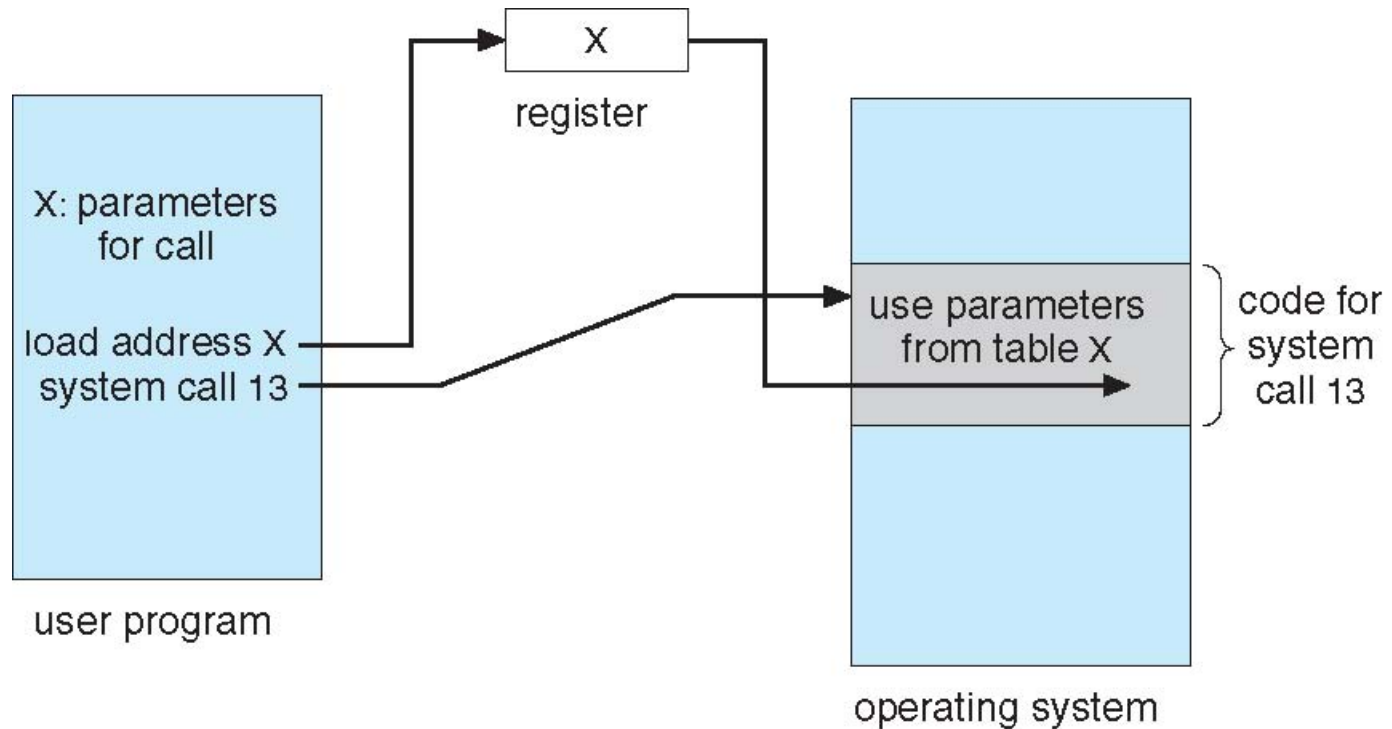 X
register
X: parameters
for call
load address X
system call 13
user program
use parameters
from table X
code for
system
call 13
operating system